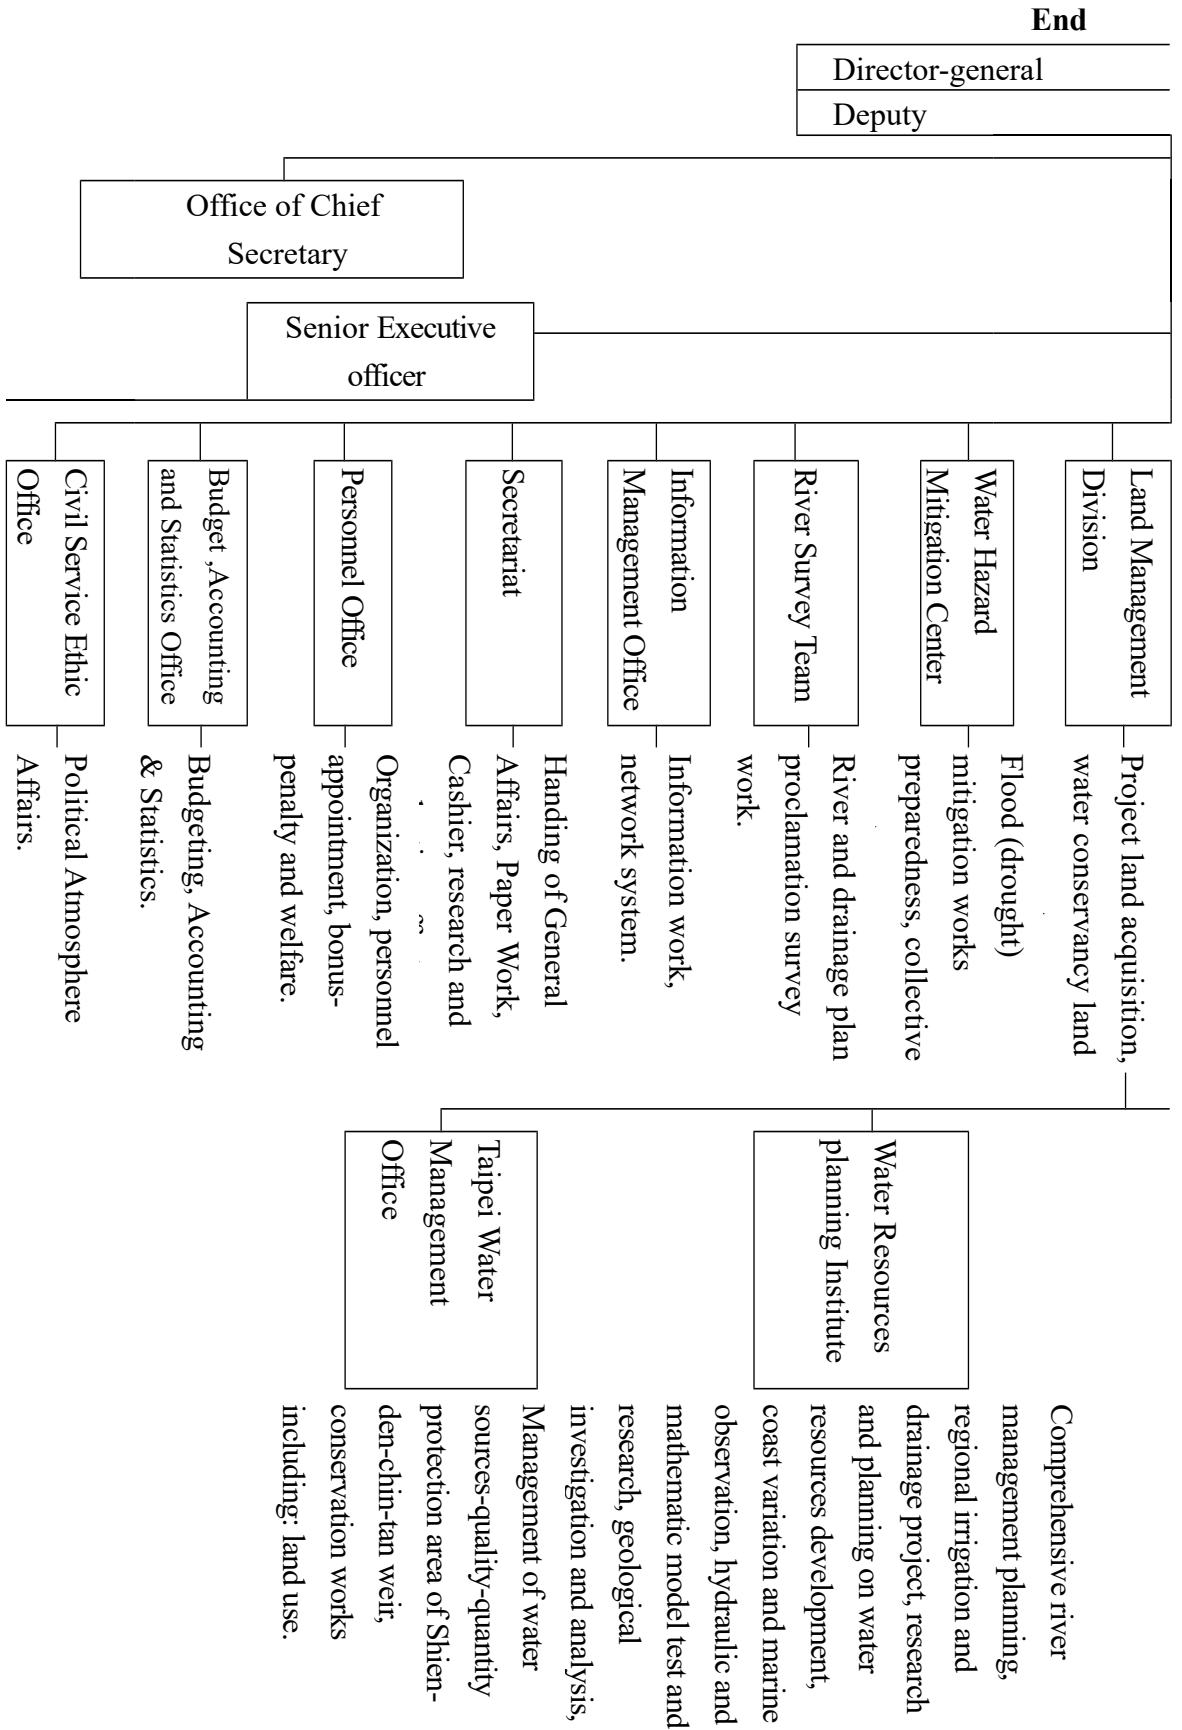 End
Director-general
Deputy
Office of Chief
Secretary
Senior Executive
officer
Civil Service Ethic
Office
Budget ,Accounting
and Statistics Office
Personnel Office
Secretariat
Information
Management Office
River Survey Team
Water Hazard
Mitigation Center
Land Management
Division
Political Atmosphere
Affairs.
Budgeting, Accounting
& Statistics.
Organization, personnel
appointment, bonus-
penalty and welfare.
Handing of General
Affairs, Paper Work,
Cashier, research and
Information work,
network system.
River and drainage plan
proclamation survey
work.
Flood (drought)
mitigation works
preparedness, collective
Project land acquisition,
water conservancy land
Taipei Water
Management
Office
Water Resources
planning Institute
Management of water
sources-quality-quantity
protection area of Shien-
den-chin-tan weir,
conservation works
including: land use.
Comprehensive river
management planning,
regional irrigation and
drainage project, research
and planning on water
resources development,
coast variation and marine
observation, hydraulic and
mathematic model test and
research, geological
investigation and analysis,